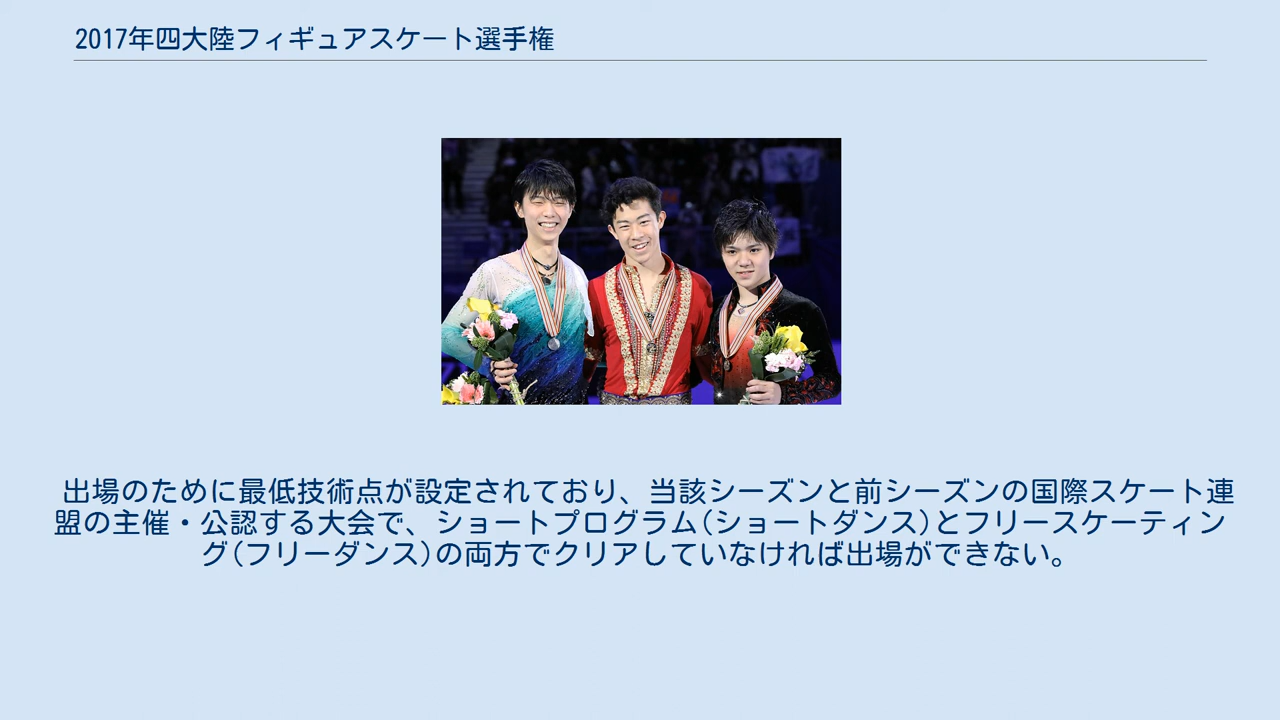 2017年四大陸フィギュアスケート選手権
出場のために最低技術点が設定されており、当該シーズンと前シーズンの国際スケート連
盟の主催・公認する大会で、ショートプログラム(ショートダンス)とフリースケーティン
グ(フリーダンス)の両方でクリアしていなければ出場ができない。